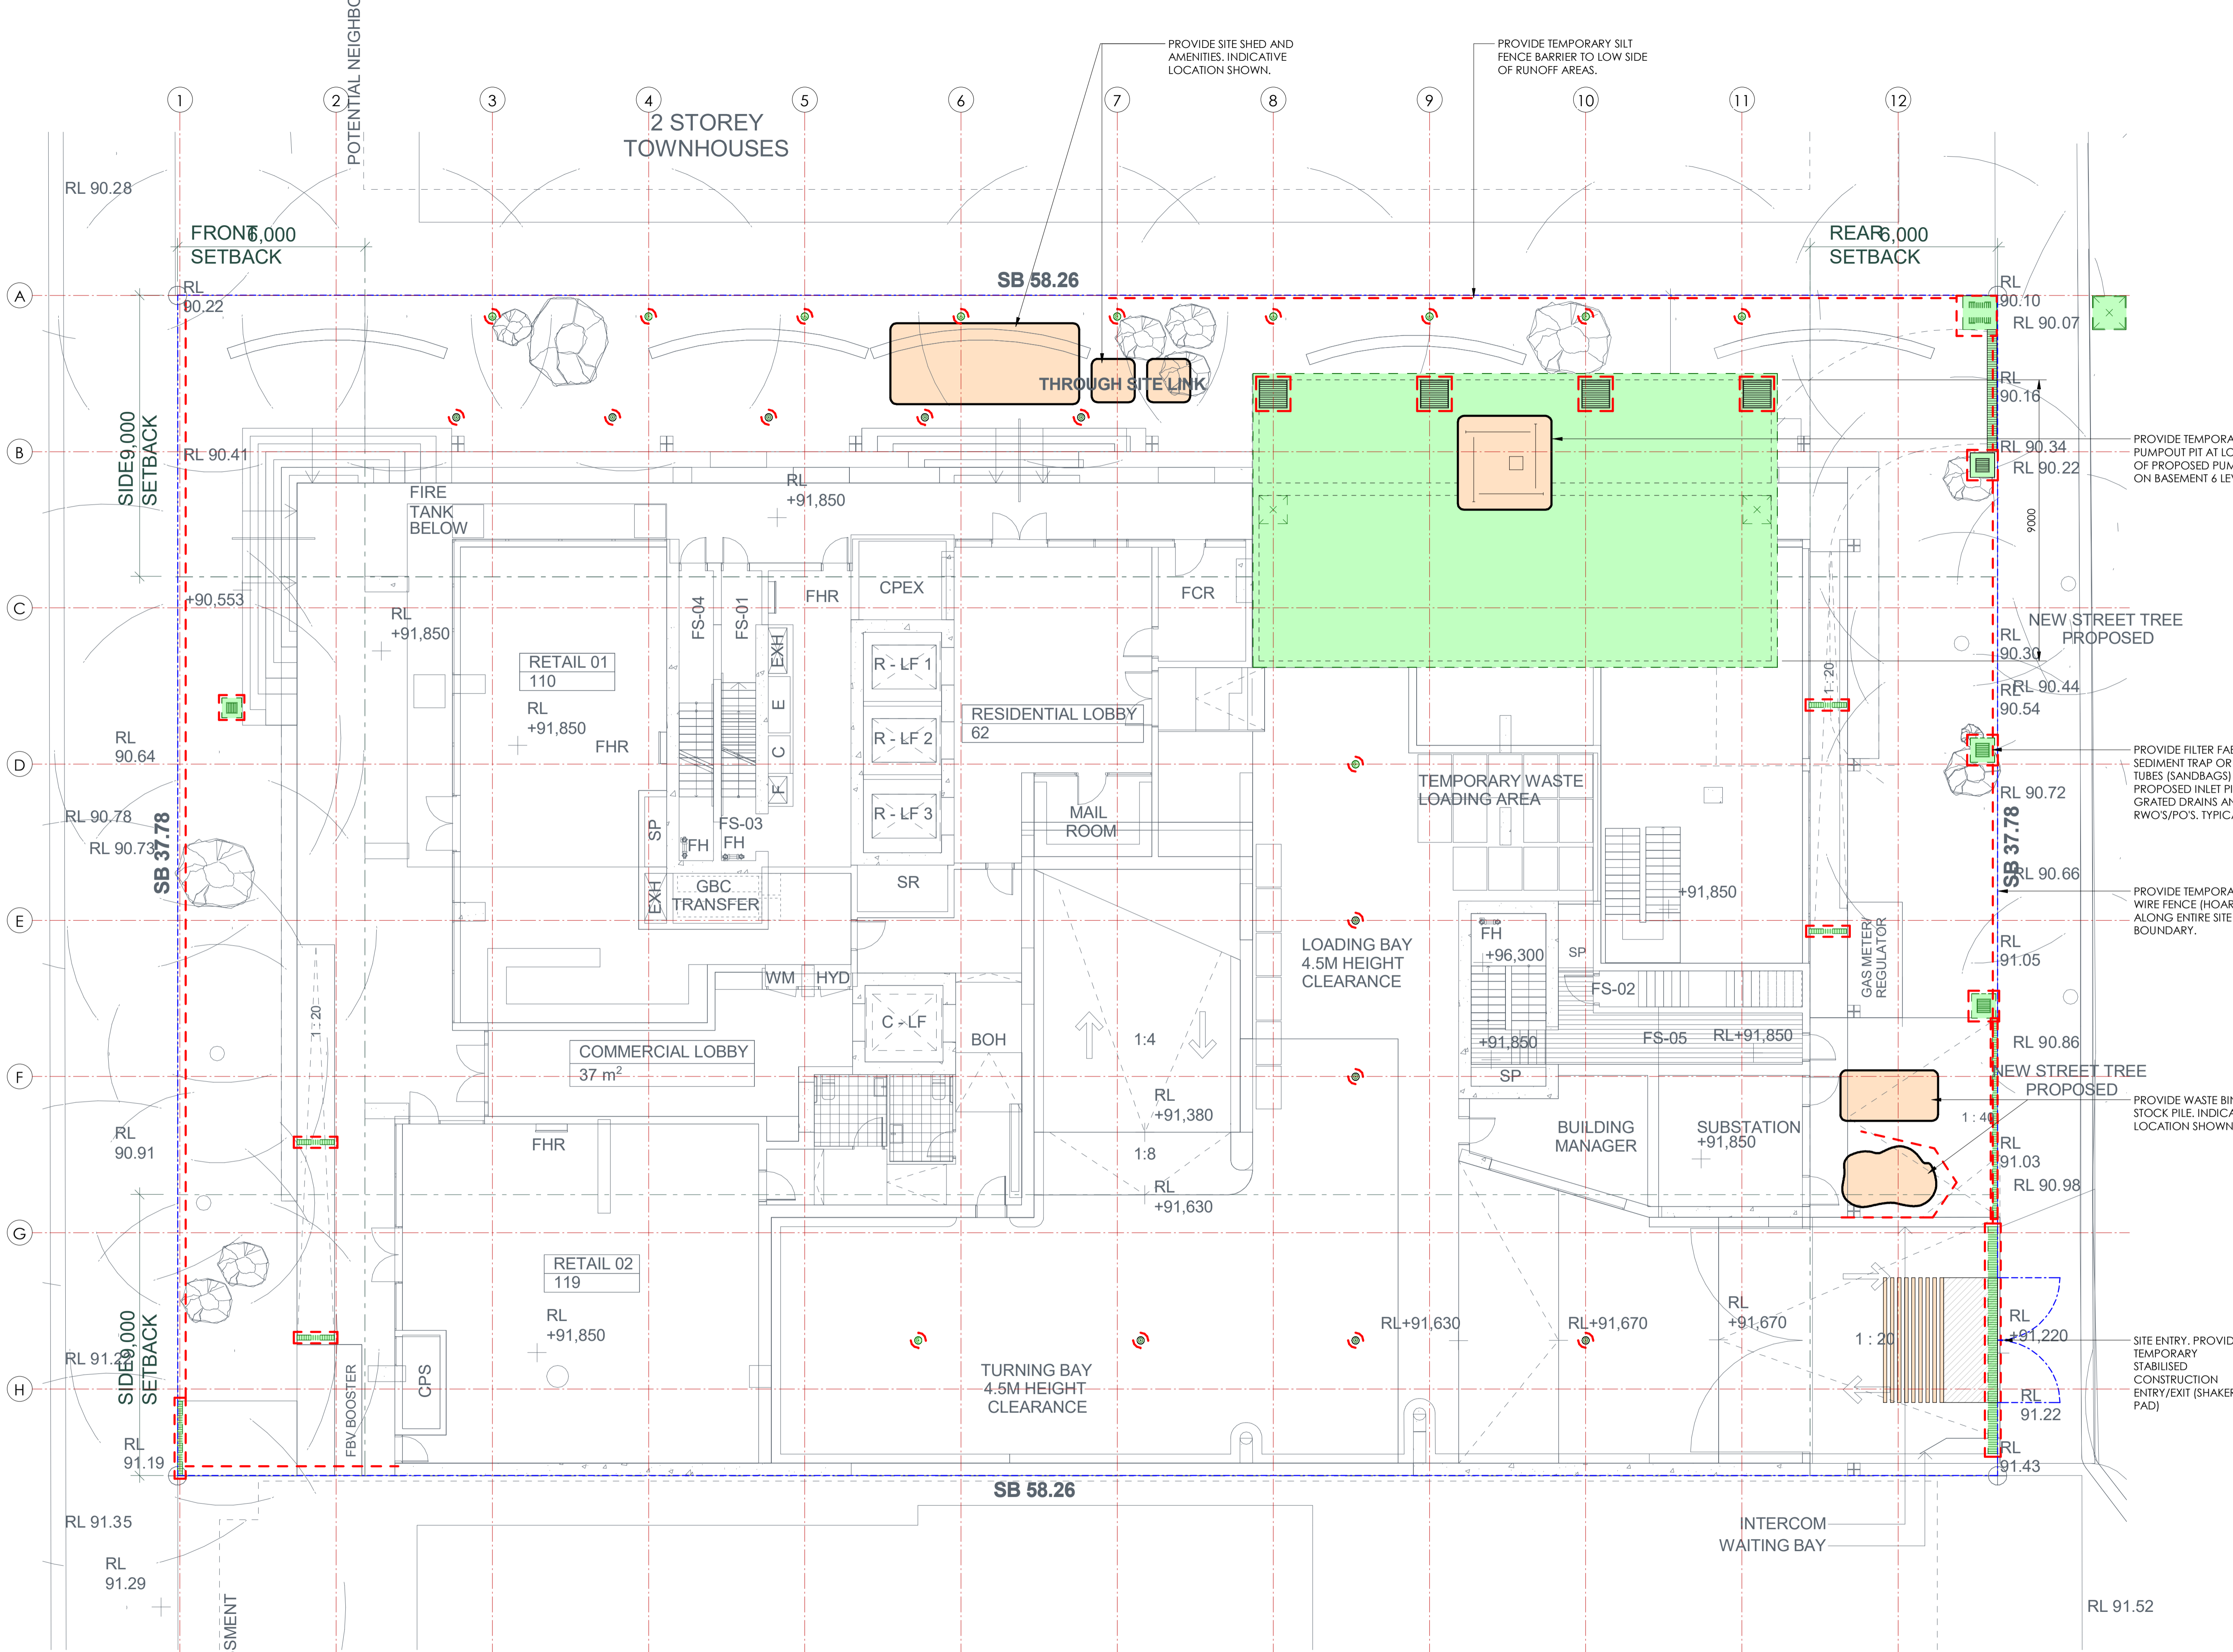 POTENTIAL NEIGHBO
PROVIDE SITE SHED AND
AMENITIES. INDICATIVE
LOCATION SHOWN.
PROVIDE TEMPORARY SILT
FENCE BARRIER TO LOW SIDE
OF RUNOFF AREAS.
1
2
3
4
5
6
7
8
9
10
11
12
2 STOREY
TOWNHOUSES
RL 90.28
FRONT 6,000
SETBACK
REAR 6,000
SETBACK
SB 58.26
A
RL
90.22
RL
90.10
RL 90.07
THROUGH SITE LINK
RL
90.16
SIDE 9,000
SETBACK
B
RL 90.41
RL 90.34
RL 90.22
PROVIDE TEMPORA
PUMPOUT PIT AT LO
OF PROPOSED PUM
ON BASEMENT 6 LEV
FIRE
TANK
BELOW
RL
+91,850
9000
C
+90,553
RL
+91,850
FS-04
FS-01
FHR
CPEX
FCR
NEW STREET TREE
PROPOSED
RETAIL 01
110
RL
+91,850
FHR
EXH
E
C
F
R - LF 1
R - LF 2
R - LF 3
RESIDENTIAL LOBBY
62
1 : 20
RL
90.30
RL 90.44
RL
90.54
D
RL
90.64
TEMPORARY WASTE
LOADING AREA
PROVIDE FILTER FAB
SEDIMENT TRAP OR
TUBES (SANDBAGS)
PROPOSED INLET PI
GRATED DRAINS AN
RWO'S/PO'S. TYPICA
RL 90.78
RL 90.73
SB 37.78
SP
FH
FS-03
FH
MAIL
ROOM
RL 90.72
SB 37.78
EXH
GBC
TRANSFER
SR
+91,850
RL 90.66
PROVIDE TEMPORA
WIRE FENCE (HOAR
ALONG ENTIRE SITE
BOUNDARY.
E
LOADING BAY
4.5M HEIGHT
CLEARANCE
FH
+96,300
SP
GAS METER/
REGULATOR
RL
91.05
WM
HYD
FS-02
1 : 20
C - LF
BOH
1:4
+91,850
FS-05
RL+91,850
RL 90.86
COMMERCIAL LOBBY
37 m²
F
SP
NEW STREET TREE
PROPOSED
RL
+91,380
PROVIDE WASTE BIN
STOCK PILE. INDICA
LOCATION SHOWN
1 : 40
RL
90.91
FHR
1:8
BUILDING
MANAGER
SUBSTATION
+91,850
RL
91.03
RL
+91,630
RL 90.98
G
RETAIL 02
119
SIDE 9,000
SETBACK
RL
+91,850
RL+91,630
RL+91,670
RL
+91,670
1 : 20
RL
+91,220
SITE ENTRY. PROVID
TEMPORARY
STABILISED
CONSTRUCTION
ENTRY/EXIT (SHAKER
PAD)
FBV BOOSTER
CPS
H
TURNING BAY
4.5M HEIGHT
CLEARANCE
RL
91.22
RL
91.19
RL
91.43
SB 58.26
RL 91.35
INTERCOM
WAITING BAY
RL
91.29
SMENT
RL 91.52